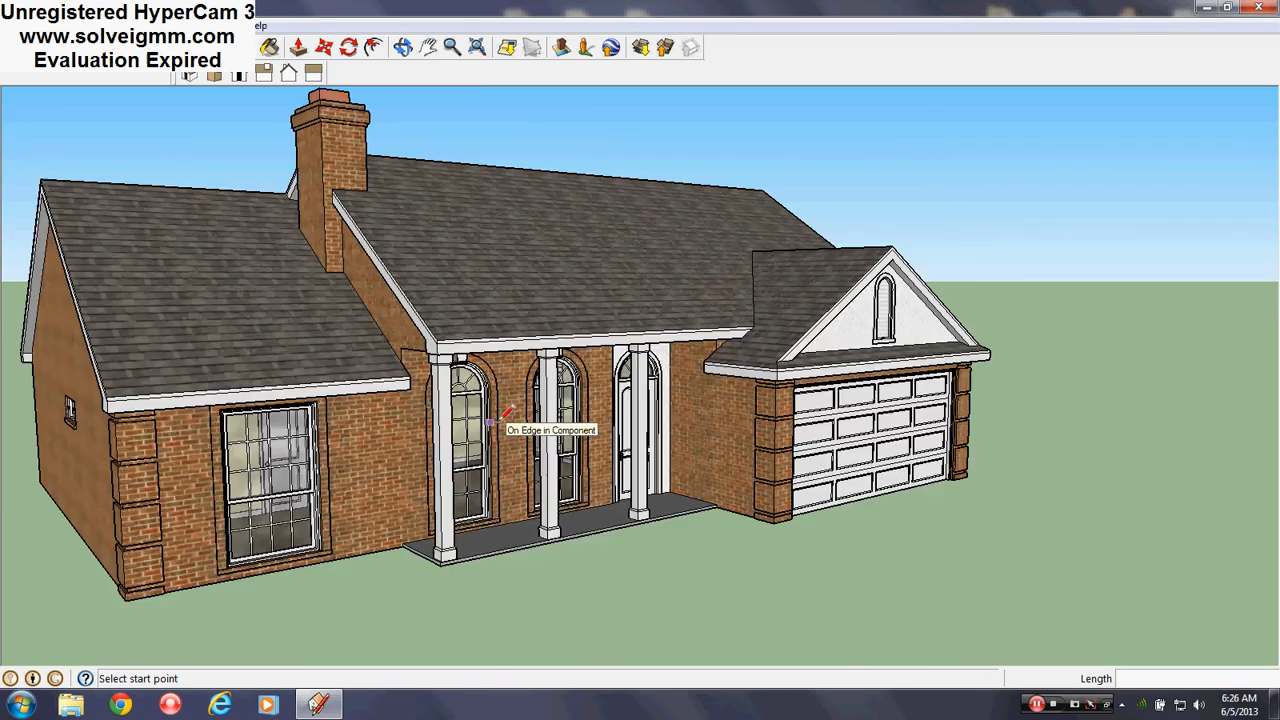 Unregistered HyperCam 3
www.solveigmm.com
Evaluation Expired
elp
On Edge in Component
Select start point
Length
6:26 AM
6/5/2013